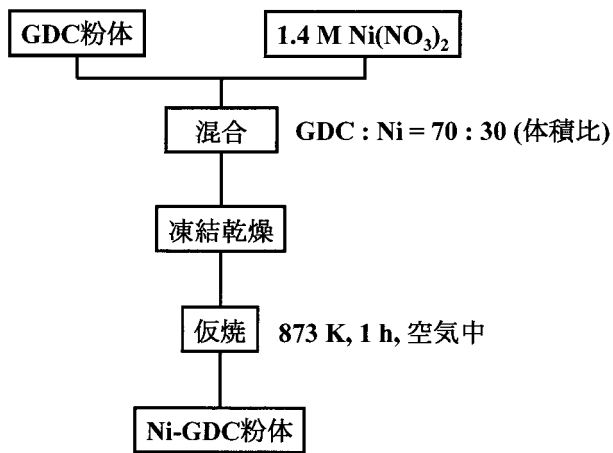 GDC粉体
1.4 M Ni(NO₃)₂
混合
GDC : Ni = 70 : 30 (体積比)
凍結乾燥
仮焼
873 K, 1 h, 空気中
Ni-GDC粉体